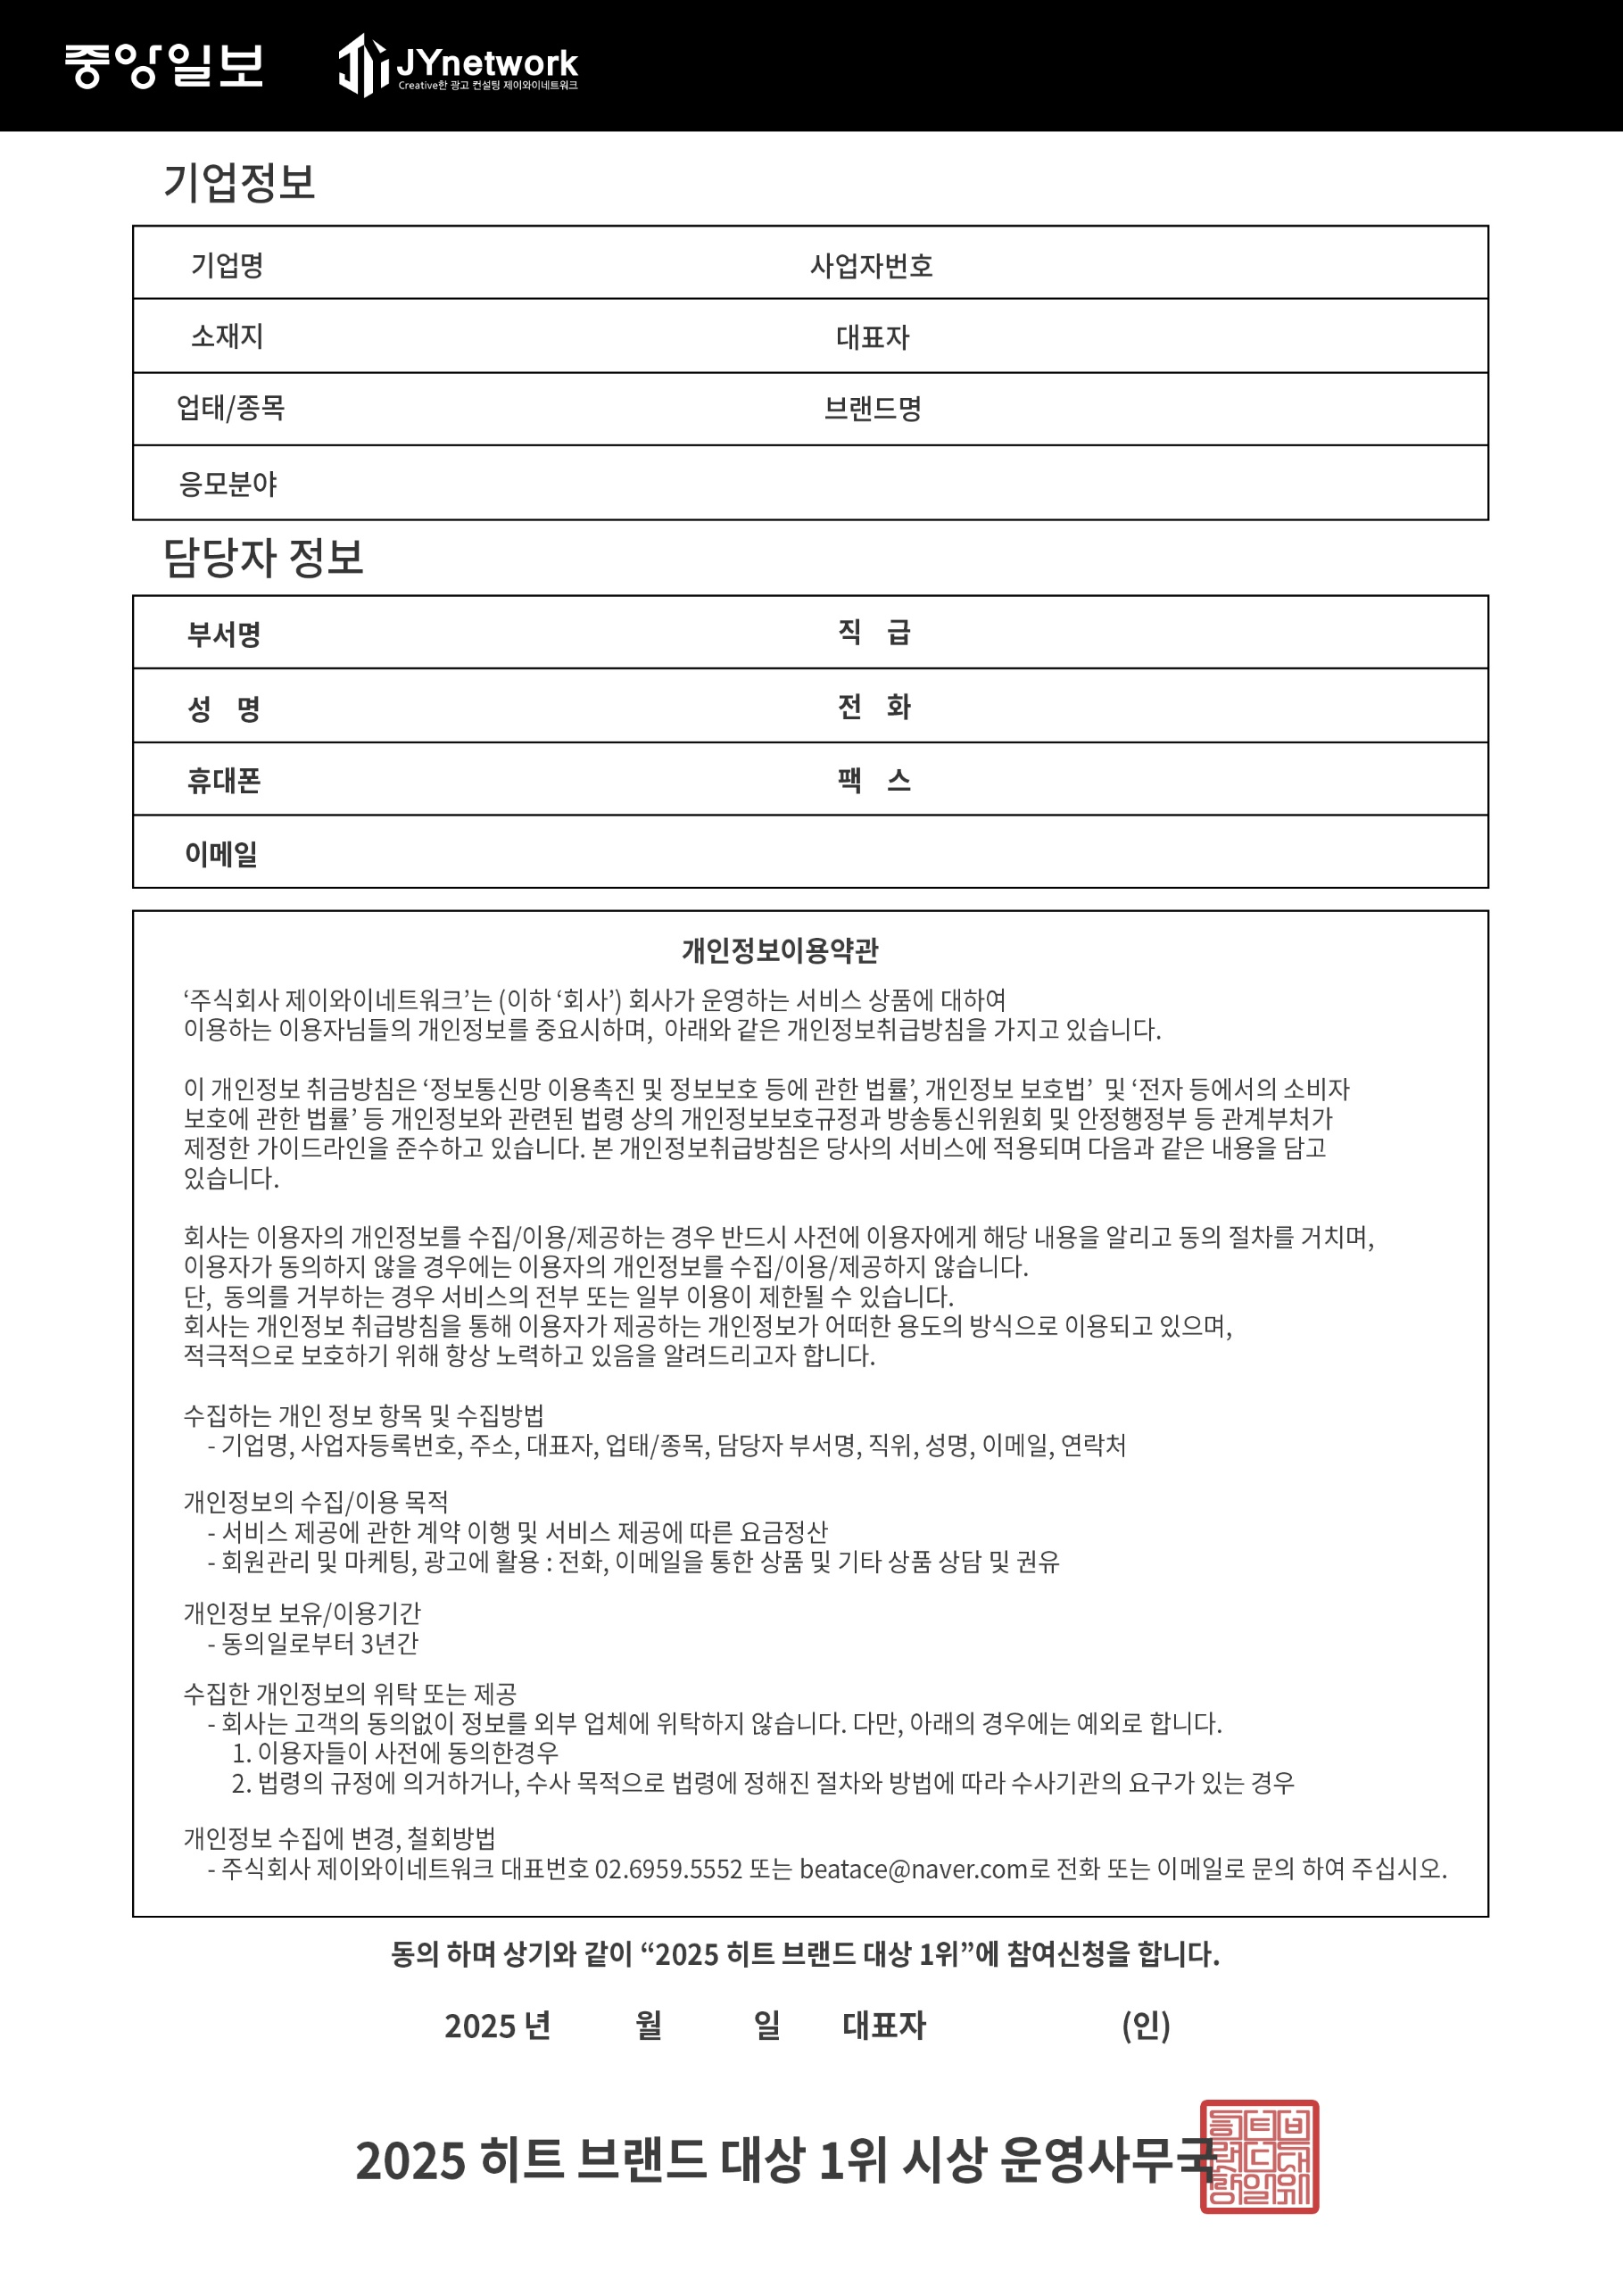 중앙일보 JYnetwork
Creative한 광고 컨설팅 제이와이네트워크
기업정보
기업명 사업자번호
소재지 대표자
업태/종목 브랜드명
응모분야
담당자 정보
부서명 직 급
성 명 전 화
휴대폰 팩 스
이메일
개인정보이용약관
‘주식회사 제이와이네트워크’는 (이하 ‘회사’) 회사가 운영하는 서비스 상품에 대하여
이용하는 이용자님들의 개인정보를 중요시하며, 아래와 같은 개인정보취급방침을 가지고 있습니다.
이 개인정보 취금방침은 ‘정보통신망 이용촉진 및 정보보호 등에 관한 법률’, 개인정보 보호법’ 및 ‘전자 등에서의 소비자
보호에 관한 법률’ 등 개인정보와 관련된 법령 상의 개인정보보호규정과 방송통신위원회 및 안정행정부 등 관계부처가
제정한 가이드라인을 준수하고 있습니다. 본 개인정보취급방침은 당사의 서비스에 적용되며 다음과 같은 내용을 담고
있습니다.
회사는 이용자의 개인정보를 수집/이용/제공하는 경우 반드시 사전에 이용자에게 해당 내용을 알리고 동의 절차를 거치며,
이용자가 동의하지 않을 경우에는 이용자의 개인정보를 수집/이용/제공하지 않습니다.
단, 동의를 거부하는 경우 서비스의 전부 또는 일부 이용이 제한될 수 있습니다.
회사는 개인정보 취급방침을 통해 이용자가 제공하는 개인정보가 어떠한 용도의 방식으로 이용되고 있으며,
적극적으로 보호하기 위해 항상 노력하고 있음을 알려드리고자 합니다.
수집하는 개인 정보 항목 및 수집방법
- 기업명, 사업자등록번호, 주소, 대표자, 업태/종목, 담당자 부서명, 직위, 성명, 이메일, 연락처
개인정보의 수집/이용 목적
- 서비스 제공에 관한 계약 이행 및 서비스 제공에 따른 요금정산
- 회원관리 및 마케팅, 광고에 활용 : 전화, 이메일을 통한 상품 및 기타 상품 상담 및 권유
개인정보 보유/이용기간
- 동의일로부터 3년간
수집한 개인정보의 위탁 또는 제공
- 회사는 고객의 동의없이 정보를 외부 업체에 위탁하지 않습니다. 다만, 아래의 경우에는 예외로 합니다.
1. 이용자들이 사전에 동의한경우
2. 법령의 규정에 의거하거나, 수사 목적으로 법령에 정해진 절차와 방법에 따라 수사기관의 요구가 있는 경우
개인정보 수집에 변경, 철회방법
- 주식회사 제이와이네트워크 대표번호 02.6959.5552 또는 beatace@naver.com로 전화 또는 이메일로 문의 하여 주십시오.
동의 하며 상기와 같이 “2025 히트 브랜드 대상 1위”에 참여신청을 합니다.
2025 년 월 일 대표자 (인)
2025 히트 브랜드 대상 1위 시상 운영사무국